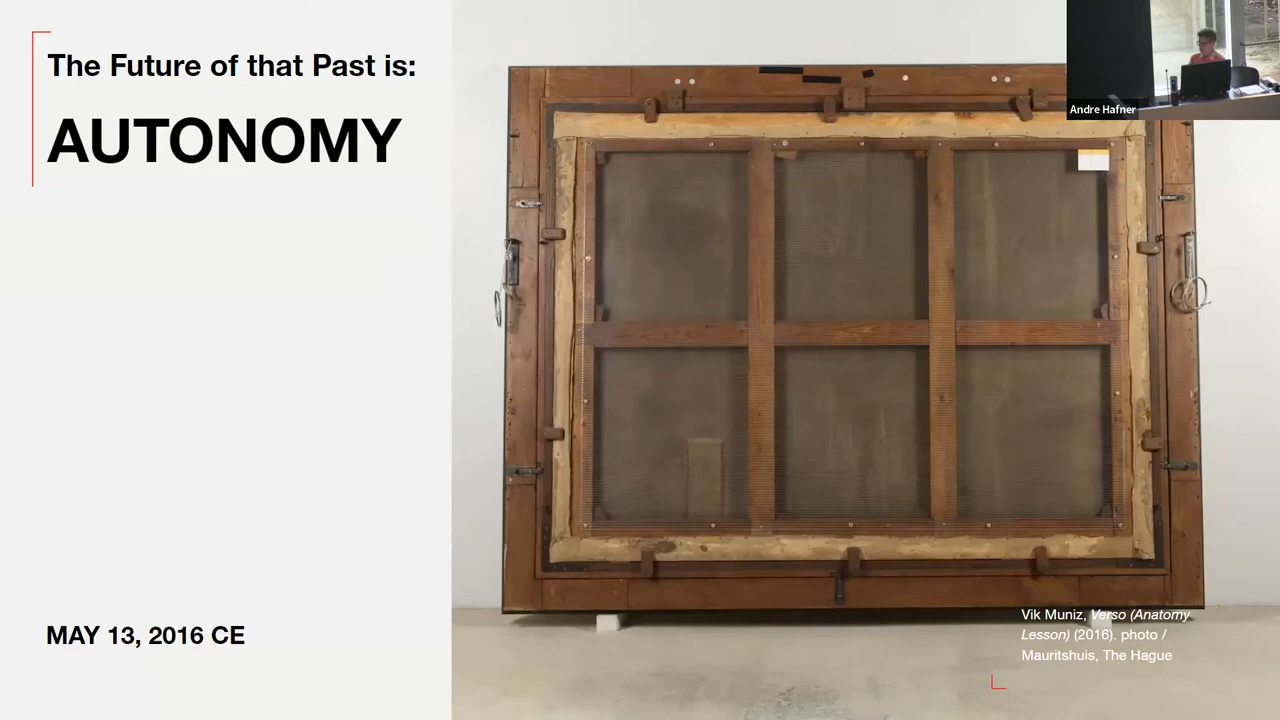 The Future of that Past is:
AUTONOMY
Andre Hafner
MAY 13, 2016 CE
Vik Muniz, Verso (Anatomy
Lesson) (2016). photo /
Mauritshuis, The Hague